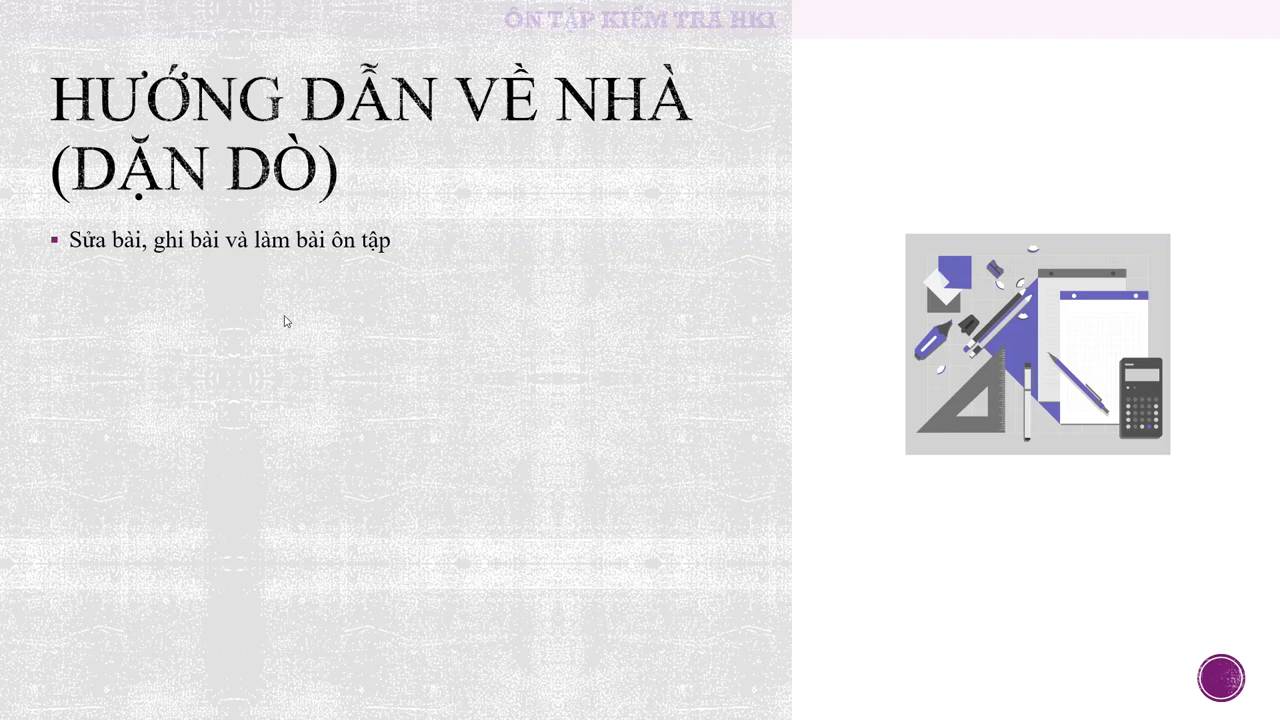 ÔN TẬP KIỂM TRA HKI
HƯỚNG DẪN VỀ NHÀ
(DẶN DÒ)
Sửa bài, ghi bài và làm bài ôn tập